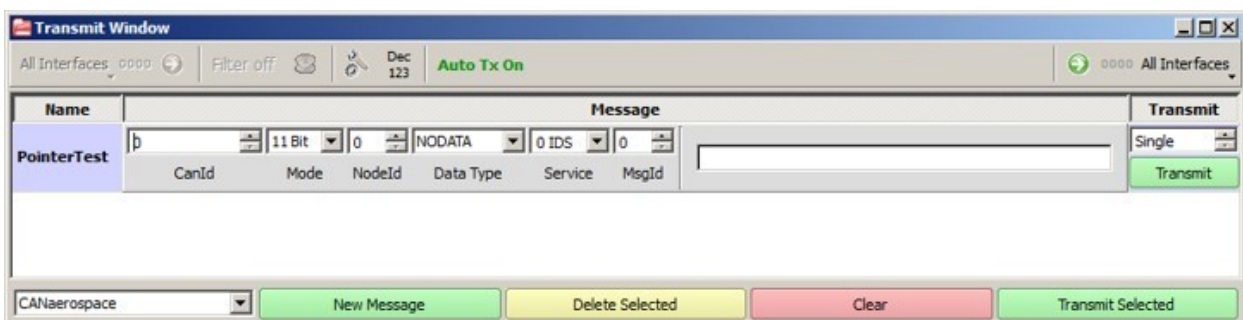 Transmit Window
All Interfaces 0000 Filter off Dec 123 Auto Tx On 0000 All Interfaces
Name Message Transmit
PointerTest 0 11 Bit 0 NODATA 0 IDS 0 Single
CanId Mode NodeId Data Type Service MsgId Transmit
CANaerospace New Message Delete Selected Clear Transmit Selected